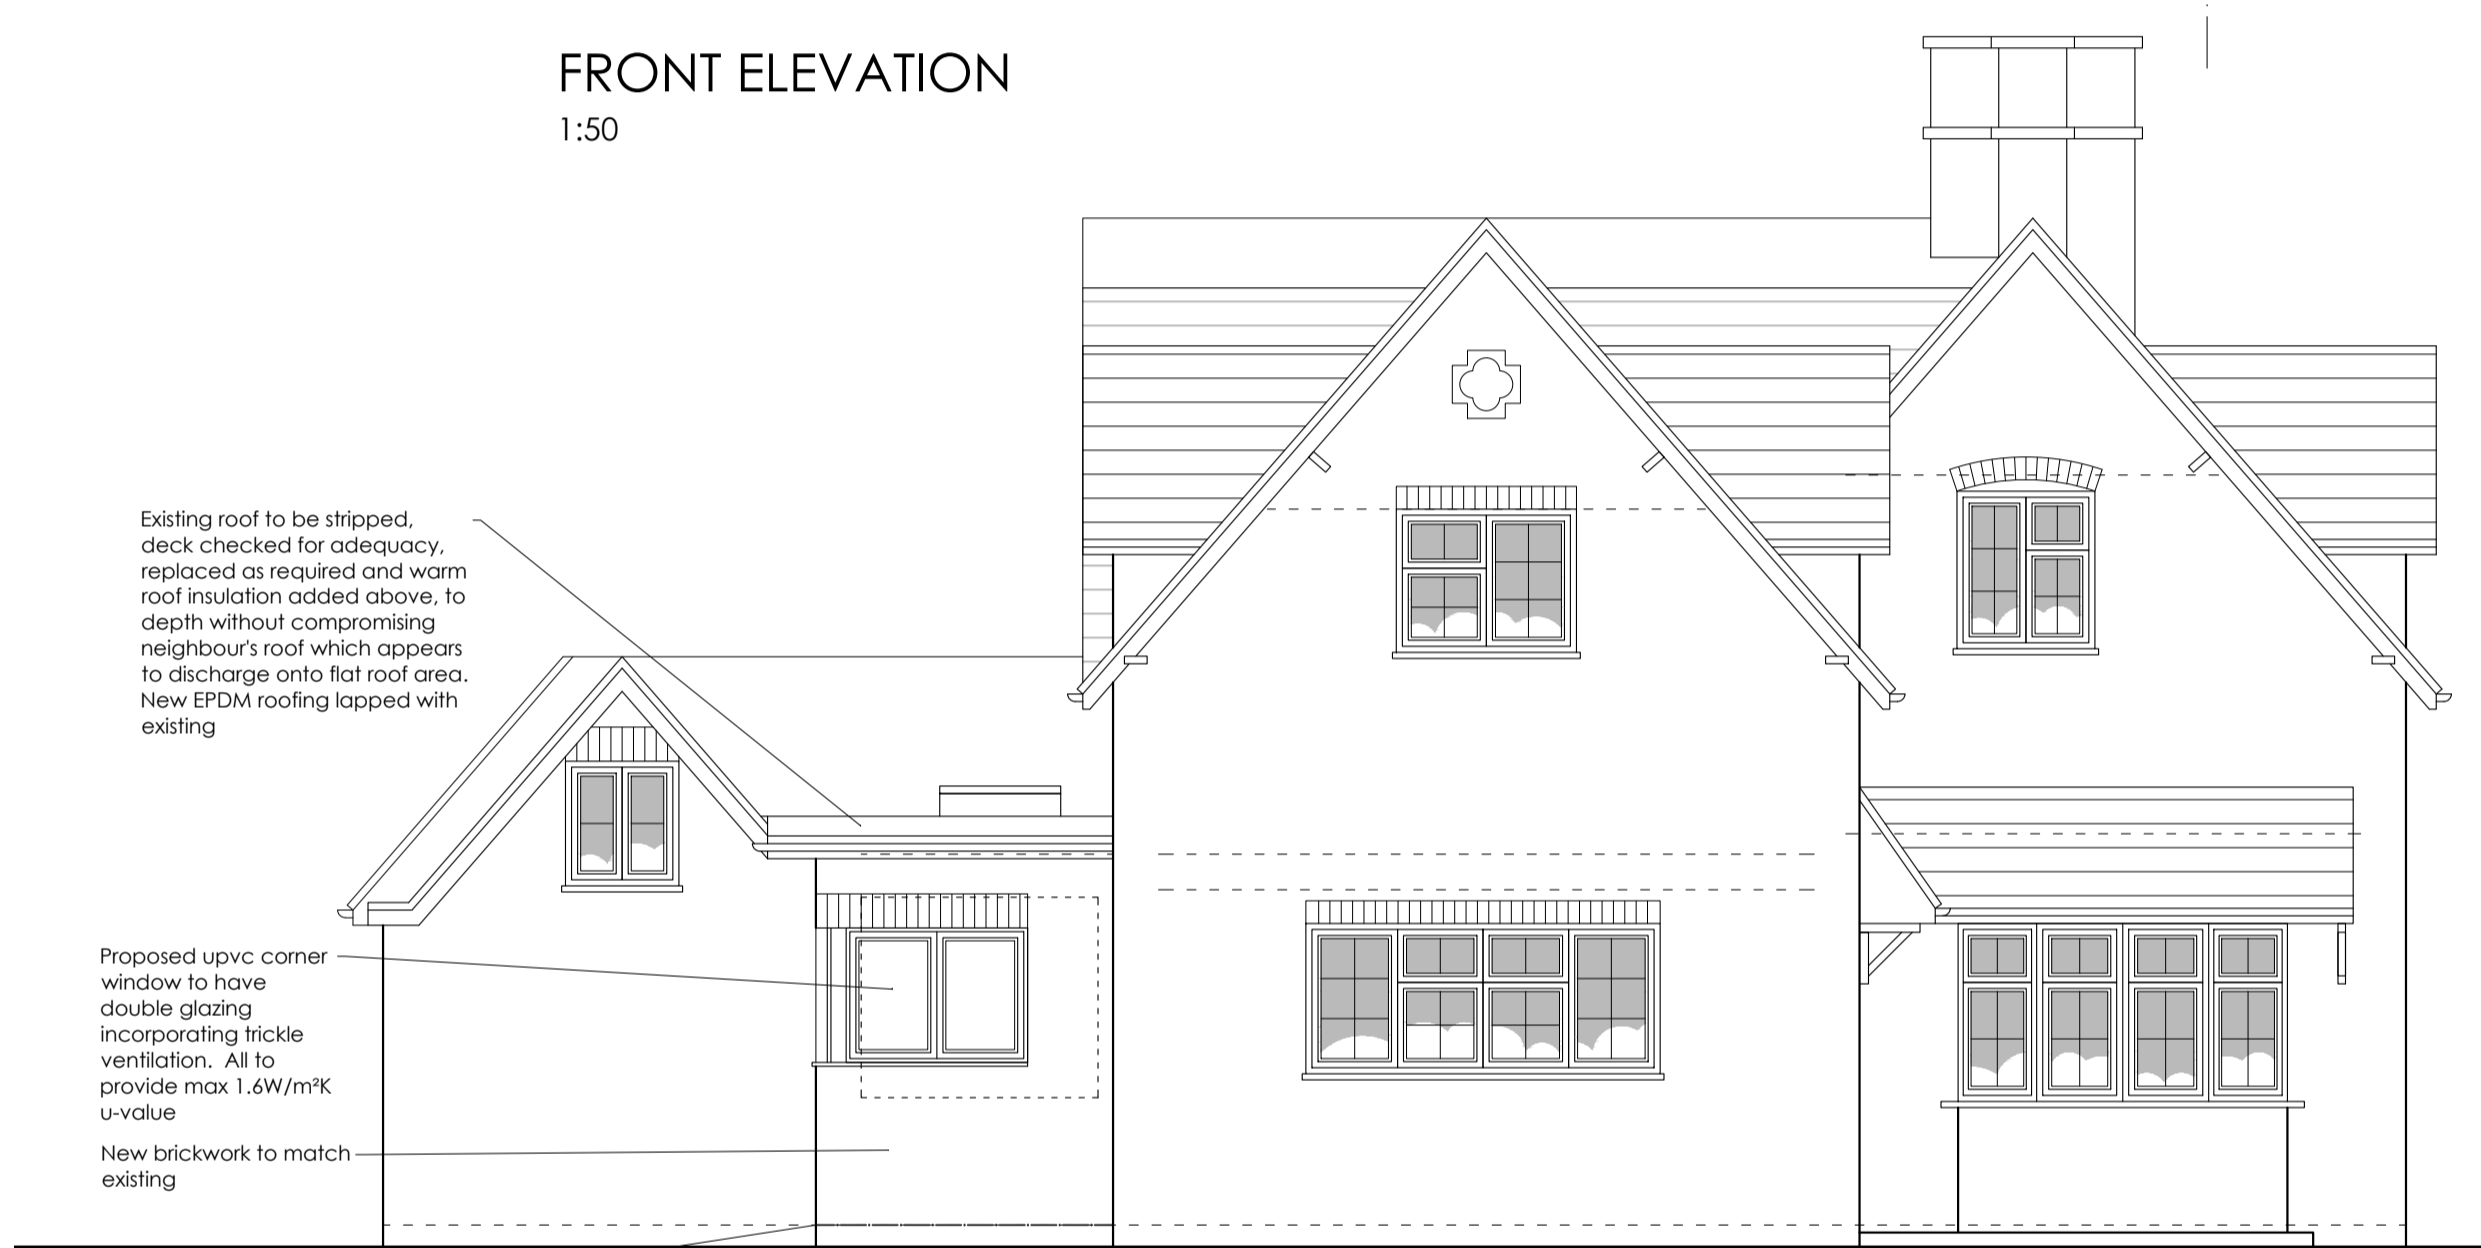 FRONT ELEVATION
1:50
Existing roof to be stripped,
deck checked for adequacy,
replaced as required and warm
roof insulation added above, to
depth without compromising
neighbour's roof which appears
to discharge onto flat roof area.
New EPDM roofing lapped with
existing
Proposed upvc corner
window to have
double glazing
incorporating trickle
ventilation.  All to
provide max 1.6W/m²K
u-value
New brickwork to match
existing